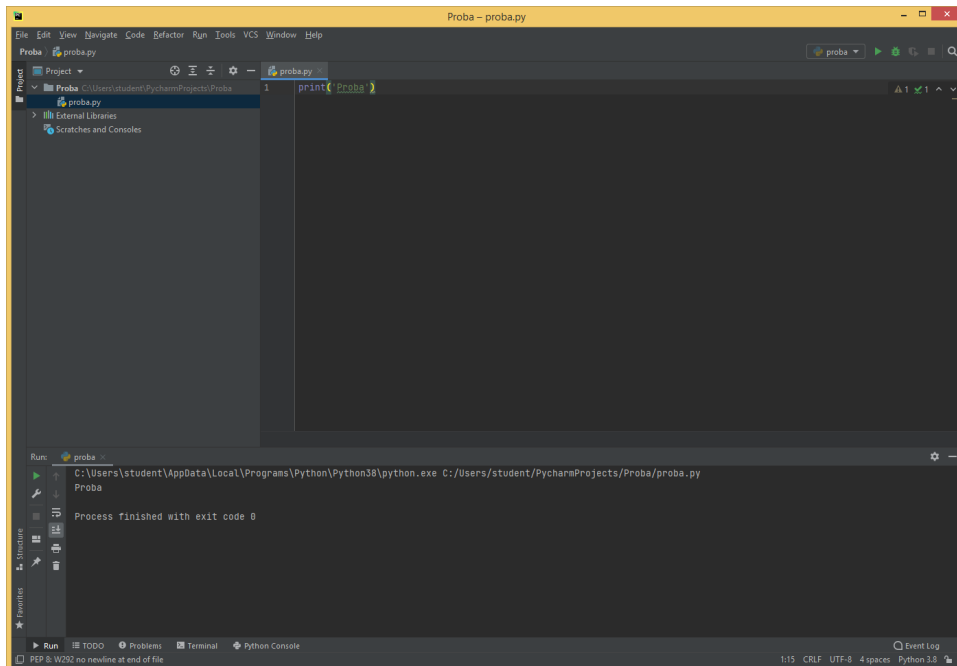 Proba – proba.py
File Edit View Navigate Code Refactor Run Tools VCS Window Help
Proba proba.py
proba
Project
Project
proba.py
Proba C:\Users\student\PycharmProjects\Proba
proba.py
External Libraries
Scratches and Consoles
1 print('Proba')
1 1
Run: proba
C:\Users\student\AppData\Local\Programs\Python\Python38\python.exe C:/Users/student/PycharmProjects/Proba/proba.py
Proba
Process finished with exit code 0
Structure
Favorites
Run TODO Problems Terminal Python Console Event Log
PEP 8: W292 no newline at end of file 1:15 CRLF UTF-8 4 spaces Python 3.8